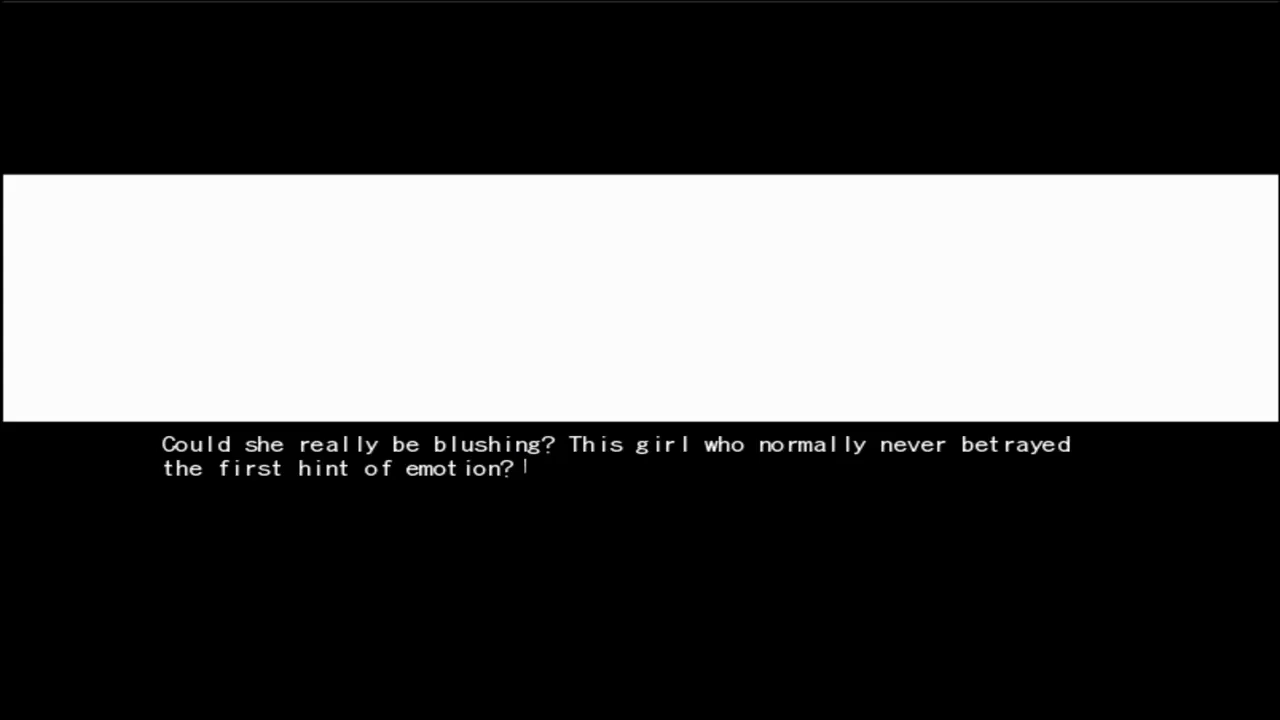 Could she really be blushing? This girl who normally never betrayed
the first hint of emotion?